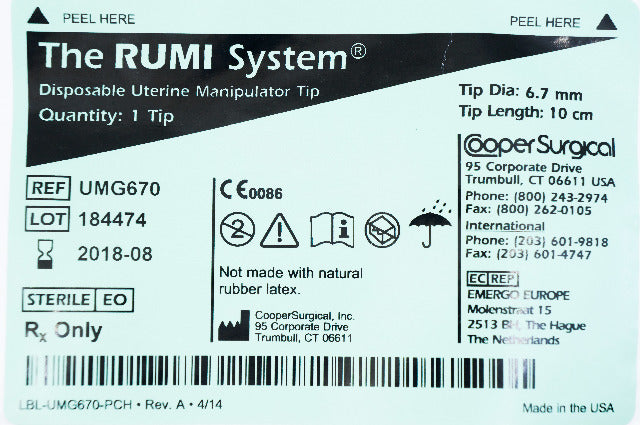 PEEL HERE
PEEL HERE
The RUMI System®
Disposable Uterine Manipulator Tip
Quantity: 1 Tip
Tip Dia: 6.7 mm
Tip Length: 10 cm
CooperSurgical
95 Corporate Drive
Trumbull, CT 06611 USA
Phone: (800) 243-2974
Fax: (800) 262-0105
International
Phone: (203) 601-9818
Fax: (203) 601-4747
EC REP
EMERGO EUROPE
Molenstraat 15
2513 BH, The Hague
The Netherlands
REF UMG670
LOT 184474
2018-08
STERILE EO
Rx Only
CE0086
2
i
Not made with natural
rubber latex.
CooperSurgical, Inc.
95 Corporate Drive
Trumbull, CT 06611
LBL-UMG670-PCH • Rev. A • 4/14
Made in the USA